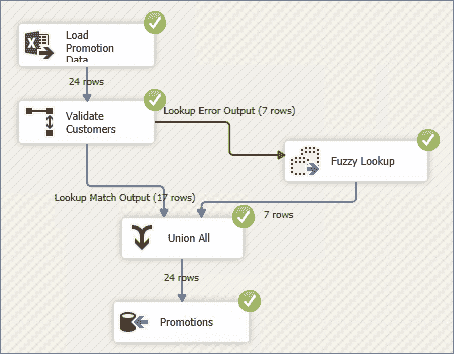 Load
Promotion
Data
24 rows
Validate
Customers
Lookup Error Output (7 rows)
Fuzzy Lookup
Lookup Match Output (17 rows)
7 rows
Union All
24 rows
Promotions